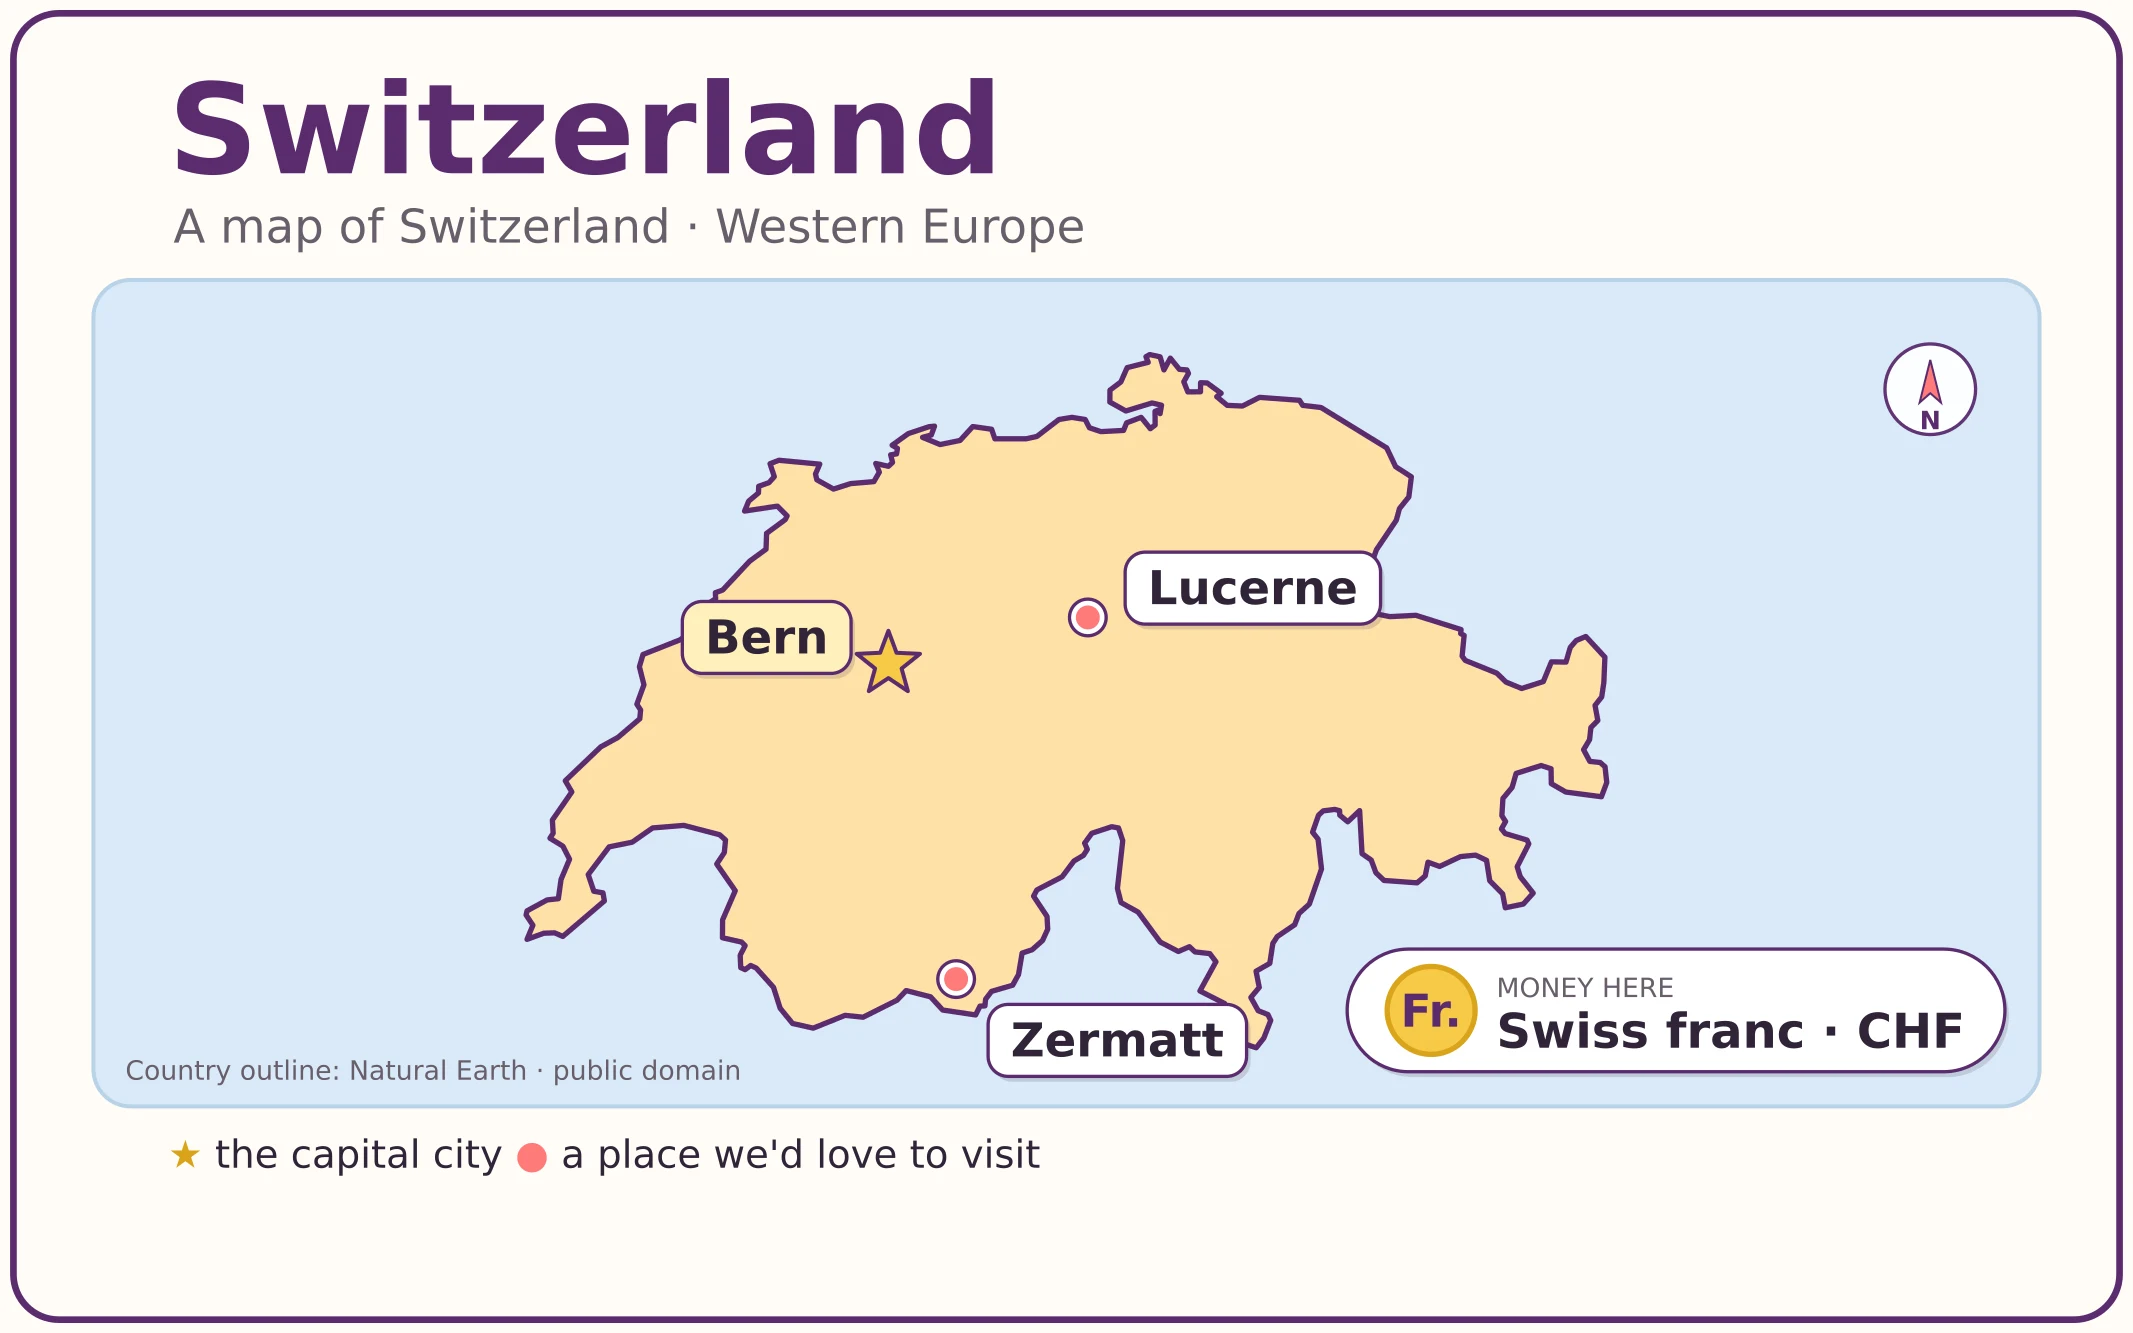 Switzerland
A map of Switzerland · Western Europe
N
Lucerne
Bern
Zermatt
Fr.
MONEY HERE
Swiss franc · CHF
Country outline: Natural Earth · public domain
★ the capital city ● a place we'd love to visit